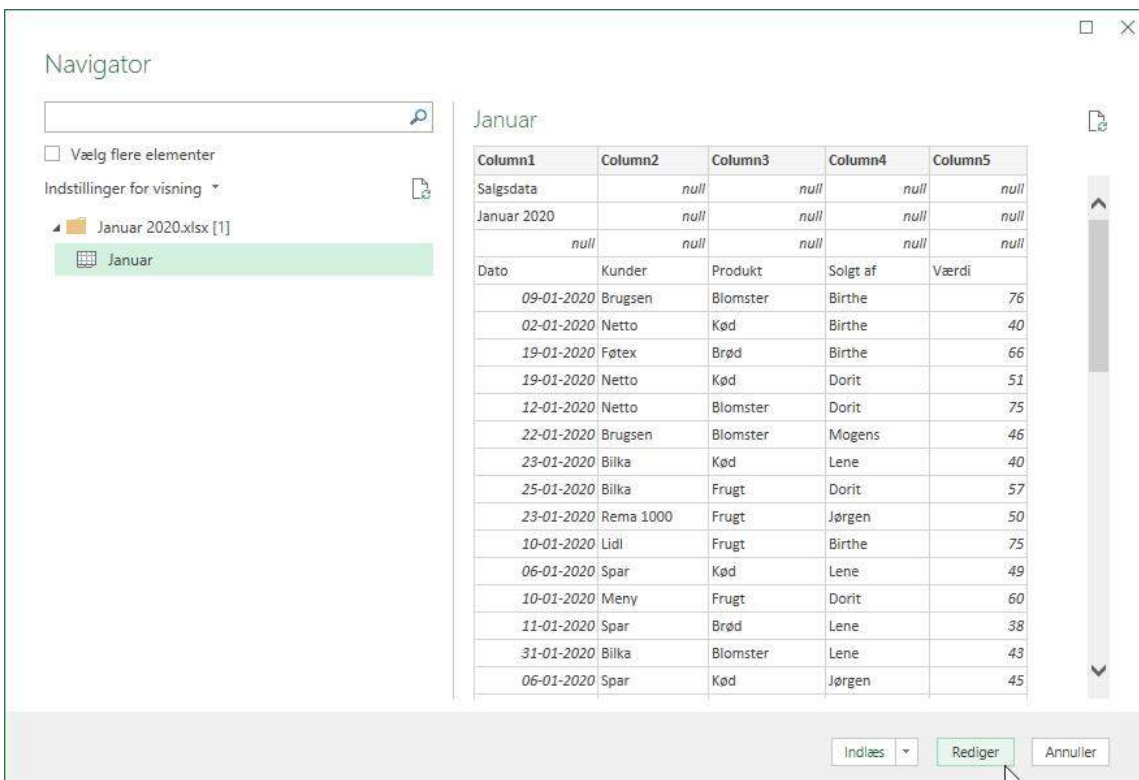 Navigator
Vælg flere elementer
Indstillinger for visning
Januar 2020.xlsx [1]
Januar
Januar
Column1 Column2 Column3 Column4 Column5
Salgsdata null null null null
Januar 2020 null null null null
null null null null null
Dato Kunder Produkt Solgt af Værdi
09-01-2020 Brugsen Blomster Birthe 76
02-01-2020 Netto Kød Birthe 40
19-01-2020 Føtex Brød Birthe 66
19-01-2020 Netto Kød Dorit 51
12-01-2020 Netto Blomster Dorit 75
22-01-2020 Brugsen Blomster Mogens 46
23-01-2020 Bilka Kød Lene 40
25-01-2020 Bilka Frugt Dorit 57
23-01-2020 Rema 1000 Frugt Jørgen 50
10-01-2020 Lidl Frugt Birthe 75
06-01-2020 Spar Kød Lene 49
10-01-2020 Meny Frugt Dorit 60
11-01-2020 Spar Brød Lene 38
31-01-2020 Bilka Blomster Lene 43
06-01-2020 Spar Kød Jørgen 45
Indlæs Rediger Annuller